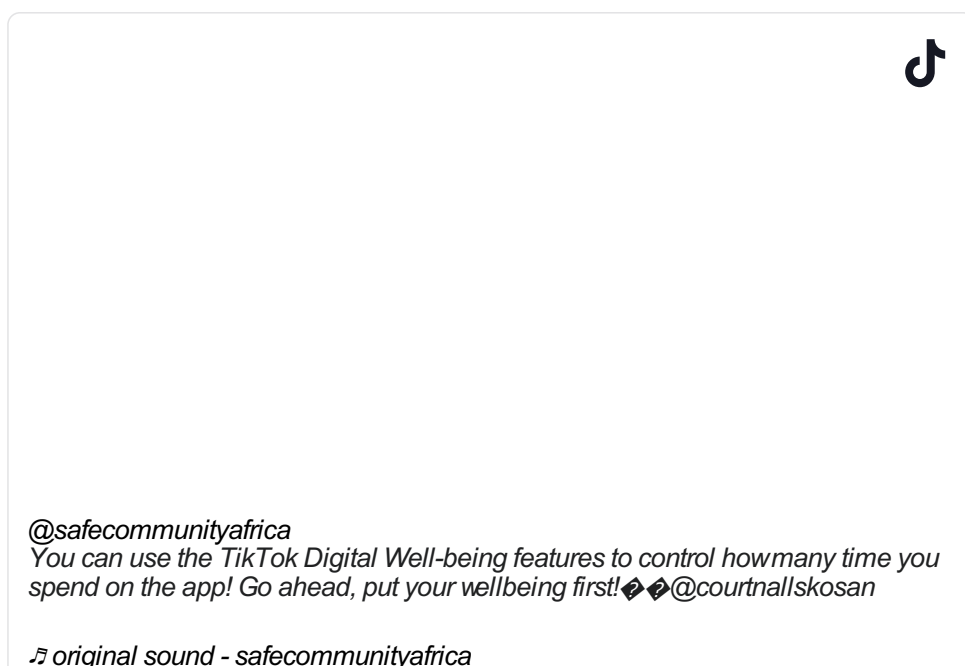 @safecommunityafrica
You can use the TikTok Digital Well-being features to control howmany time you
spend on the app! Go ahead, put your wellbeing first!��@courtnallskosan
♬ original sound - safecommunityafrica